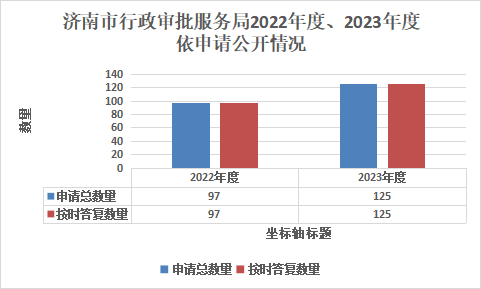 济南市行政审批服务局2022年度、2023年度
依申请公开情况
数量
140
120
100
80
60
40
20
0
2022年度 2023年度
申请总数量 97 125
按时答复数量 97 125
坐标轴标题
申请总数量 按时答复数量